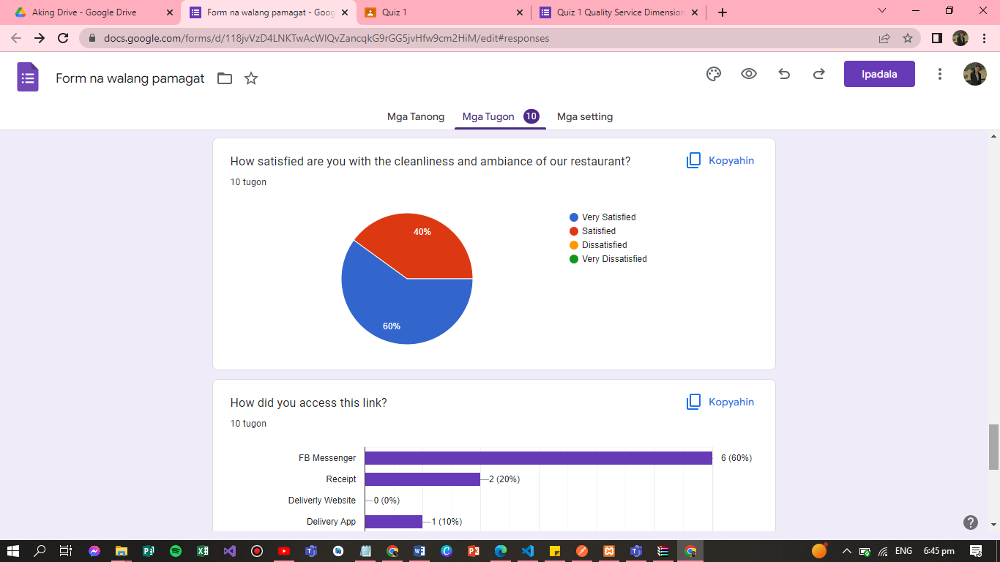 Aking Drive - Google Drive
Form na walang pamagat - Goog
Quiz 1
Quiz 1 Quality Service Dimension
docs.google.com/forms/d/118jvVzD4LNKTwAcWIQvZancqkG9rGG5jvHfw9cm2HiM/edit#responses
Form na walang pamagat
Ipadala
Mga Tanong
Mga Tugon 10
Mga setting
How satisfied are you with the cleanliness and ambiance of our restaurant?
Kopyahin
10 tugon
40%
60%
Very Satisfied
Satisfied
Dissatisfied
Very Dissatisfied
How did you access this link?
Kopyahin
10 tugon
FB Messenger 6 (60%)
Receipt 2 (20%)
Deliverly Website 0 (0%)
Delivery App 1 (10%)
ENG 6:45 pm